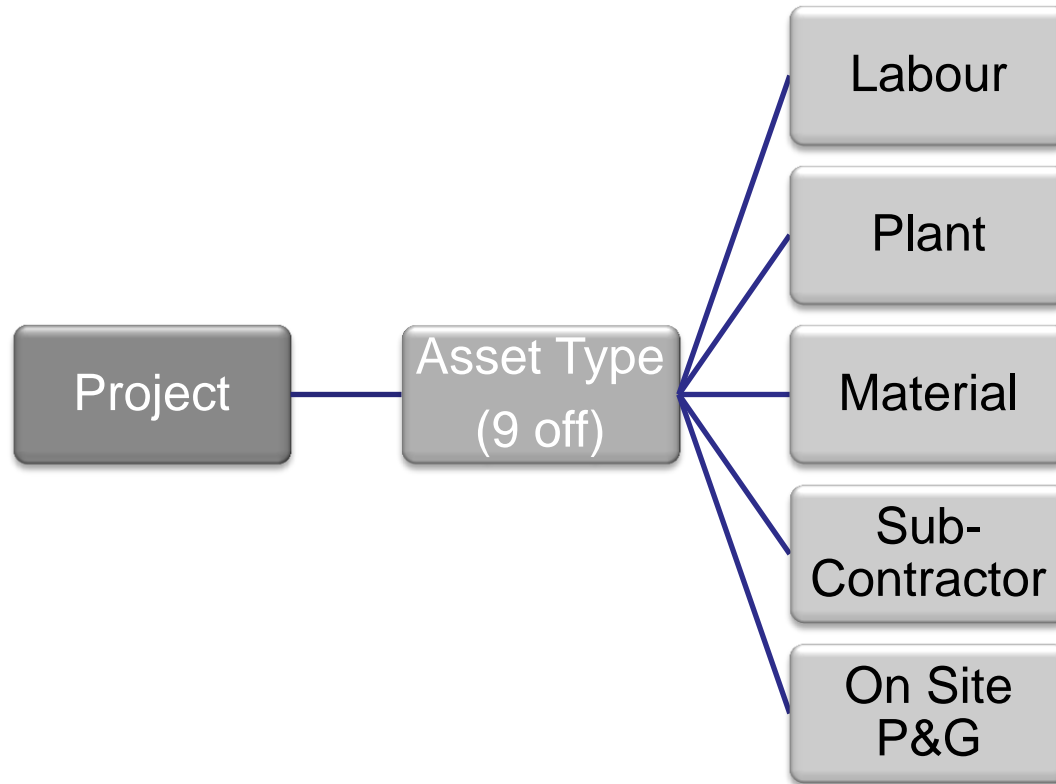 Project
Asset Type
(9 off)
Labour
Plant
Material
Sub-
Contractor
On Site
P&G